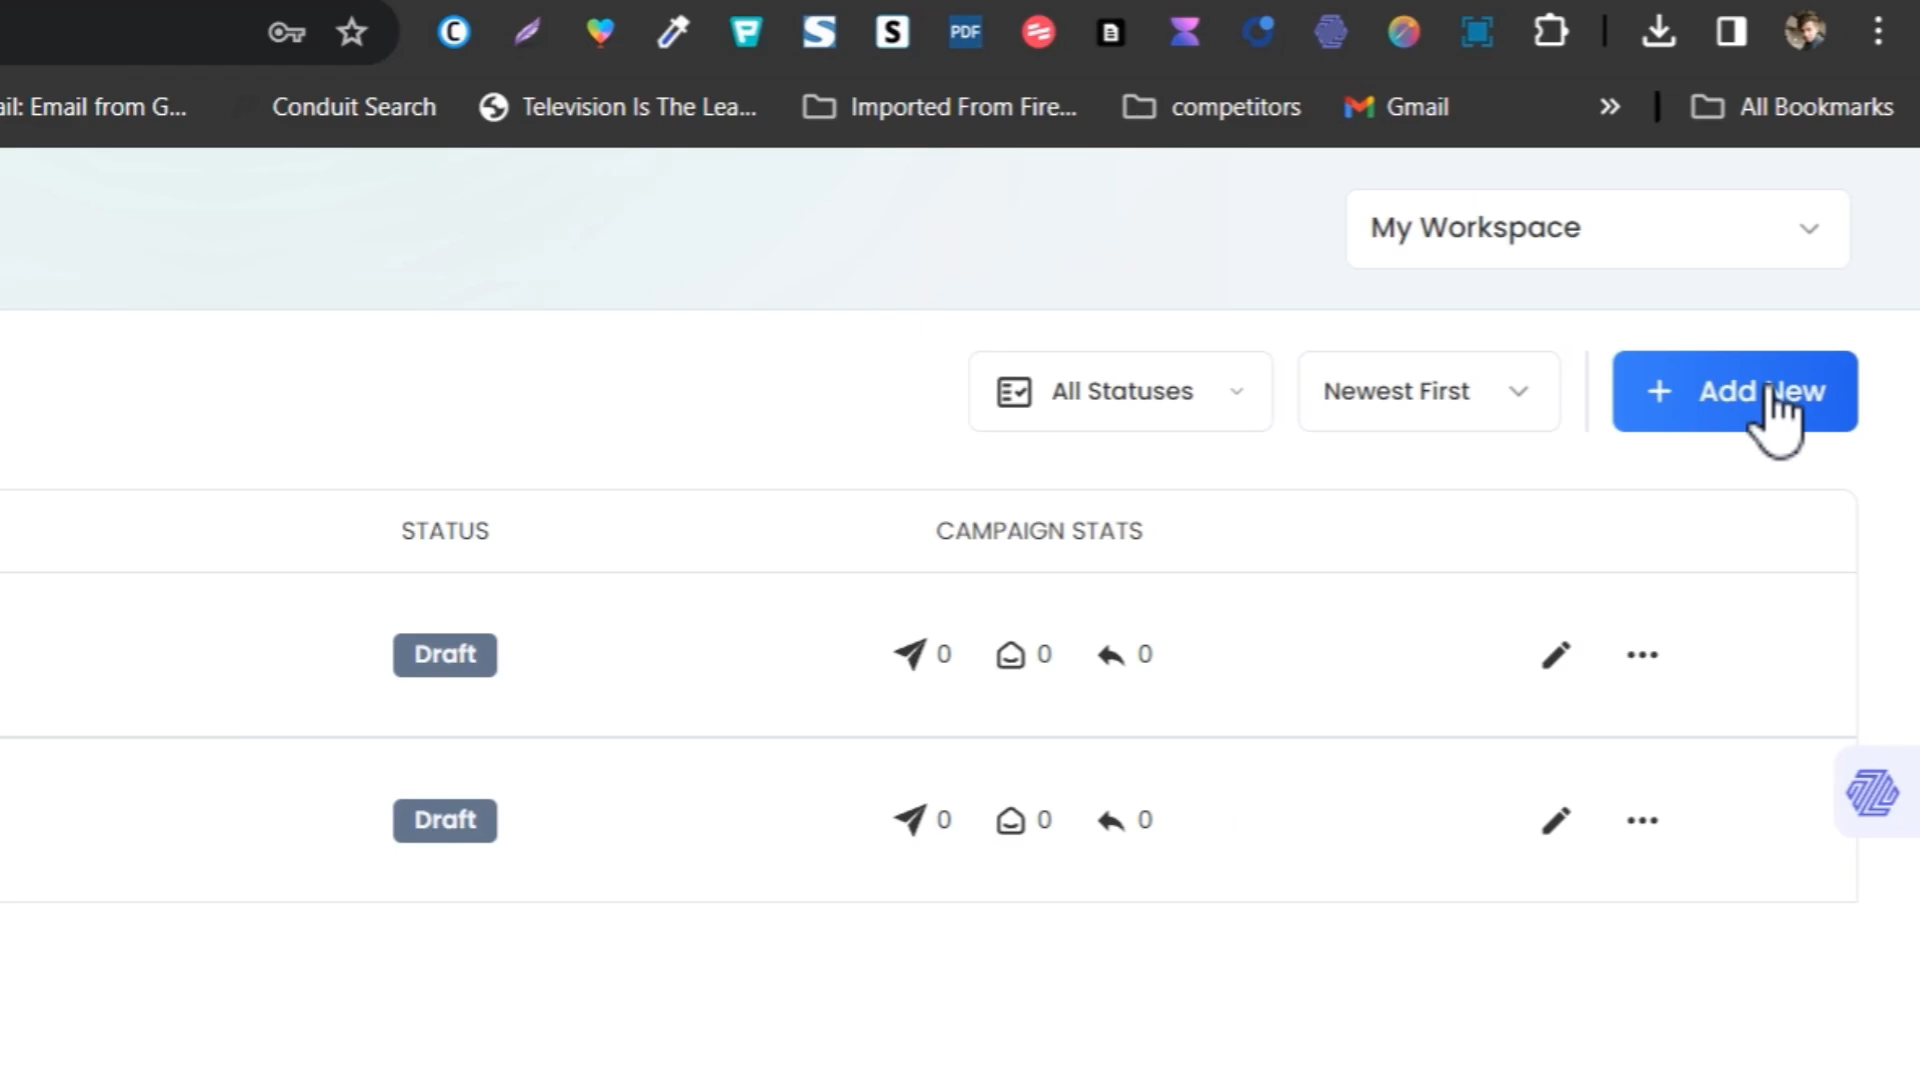 PDF
ail: Email from G...
Conduit Search
Television Is The Lea...
Imported From Fire...
competitors
Gmail
All Bookmarks
My Workspace
All Statuses
Newest First
+ Add New
STATUS
CAMPAIGN STATS
Draft
0
0
0
Draft
0
0
0